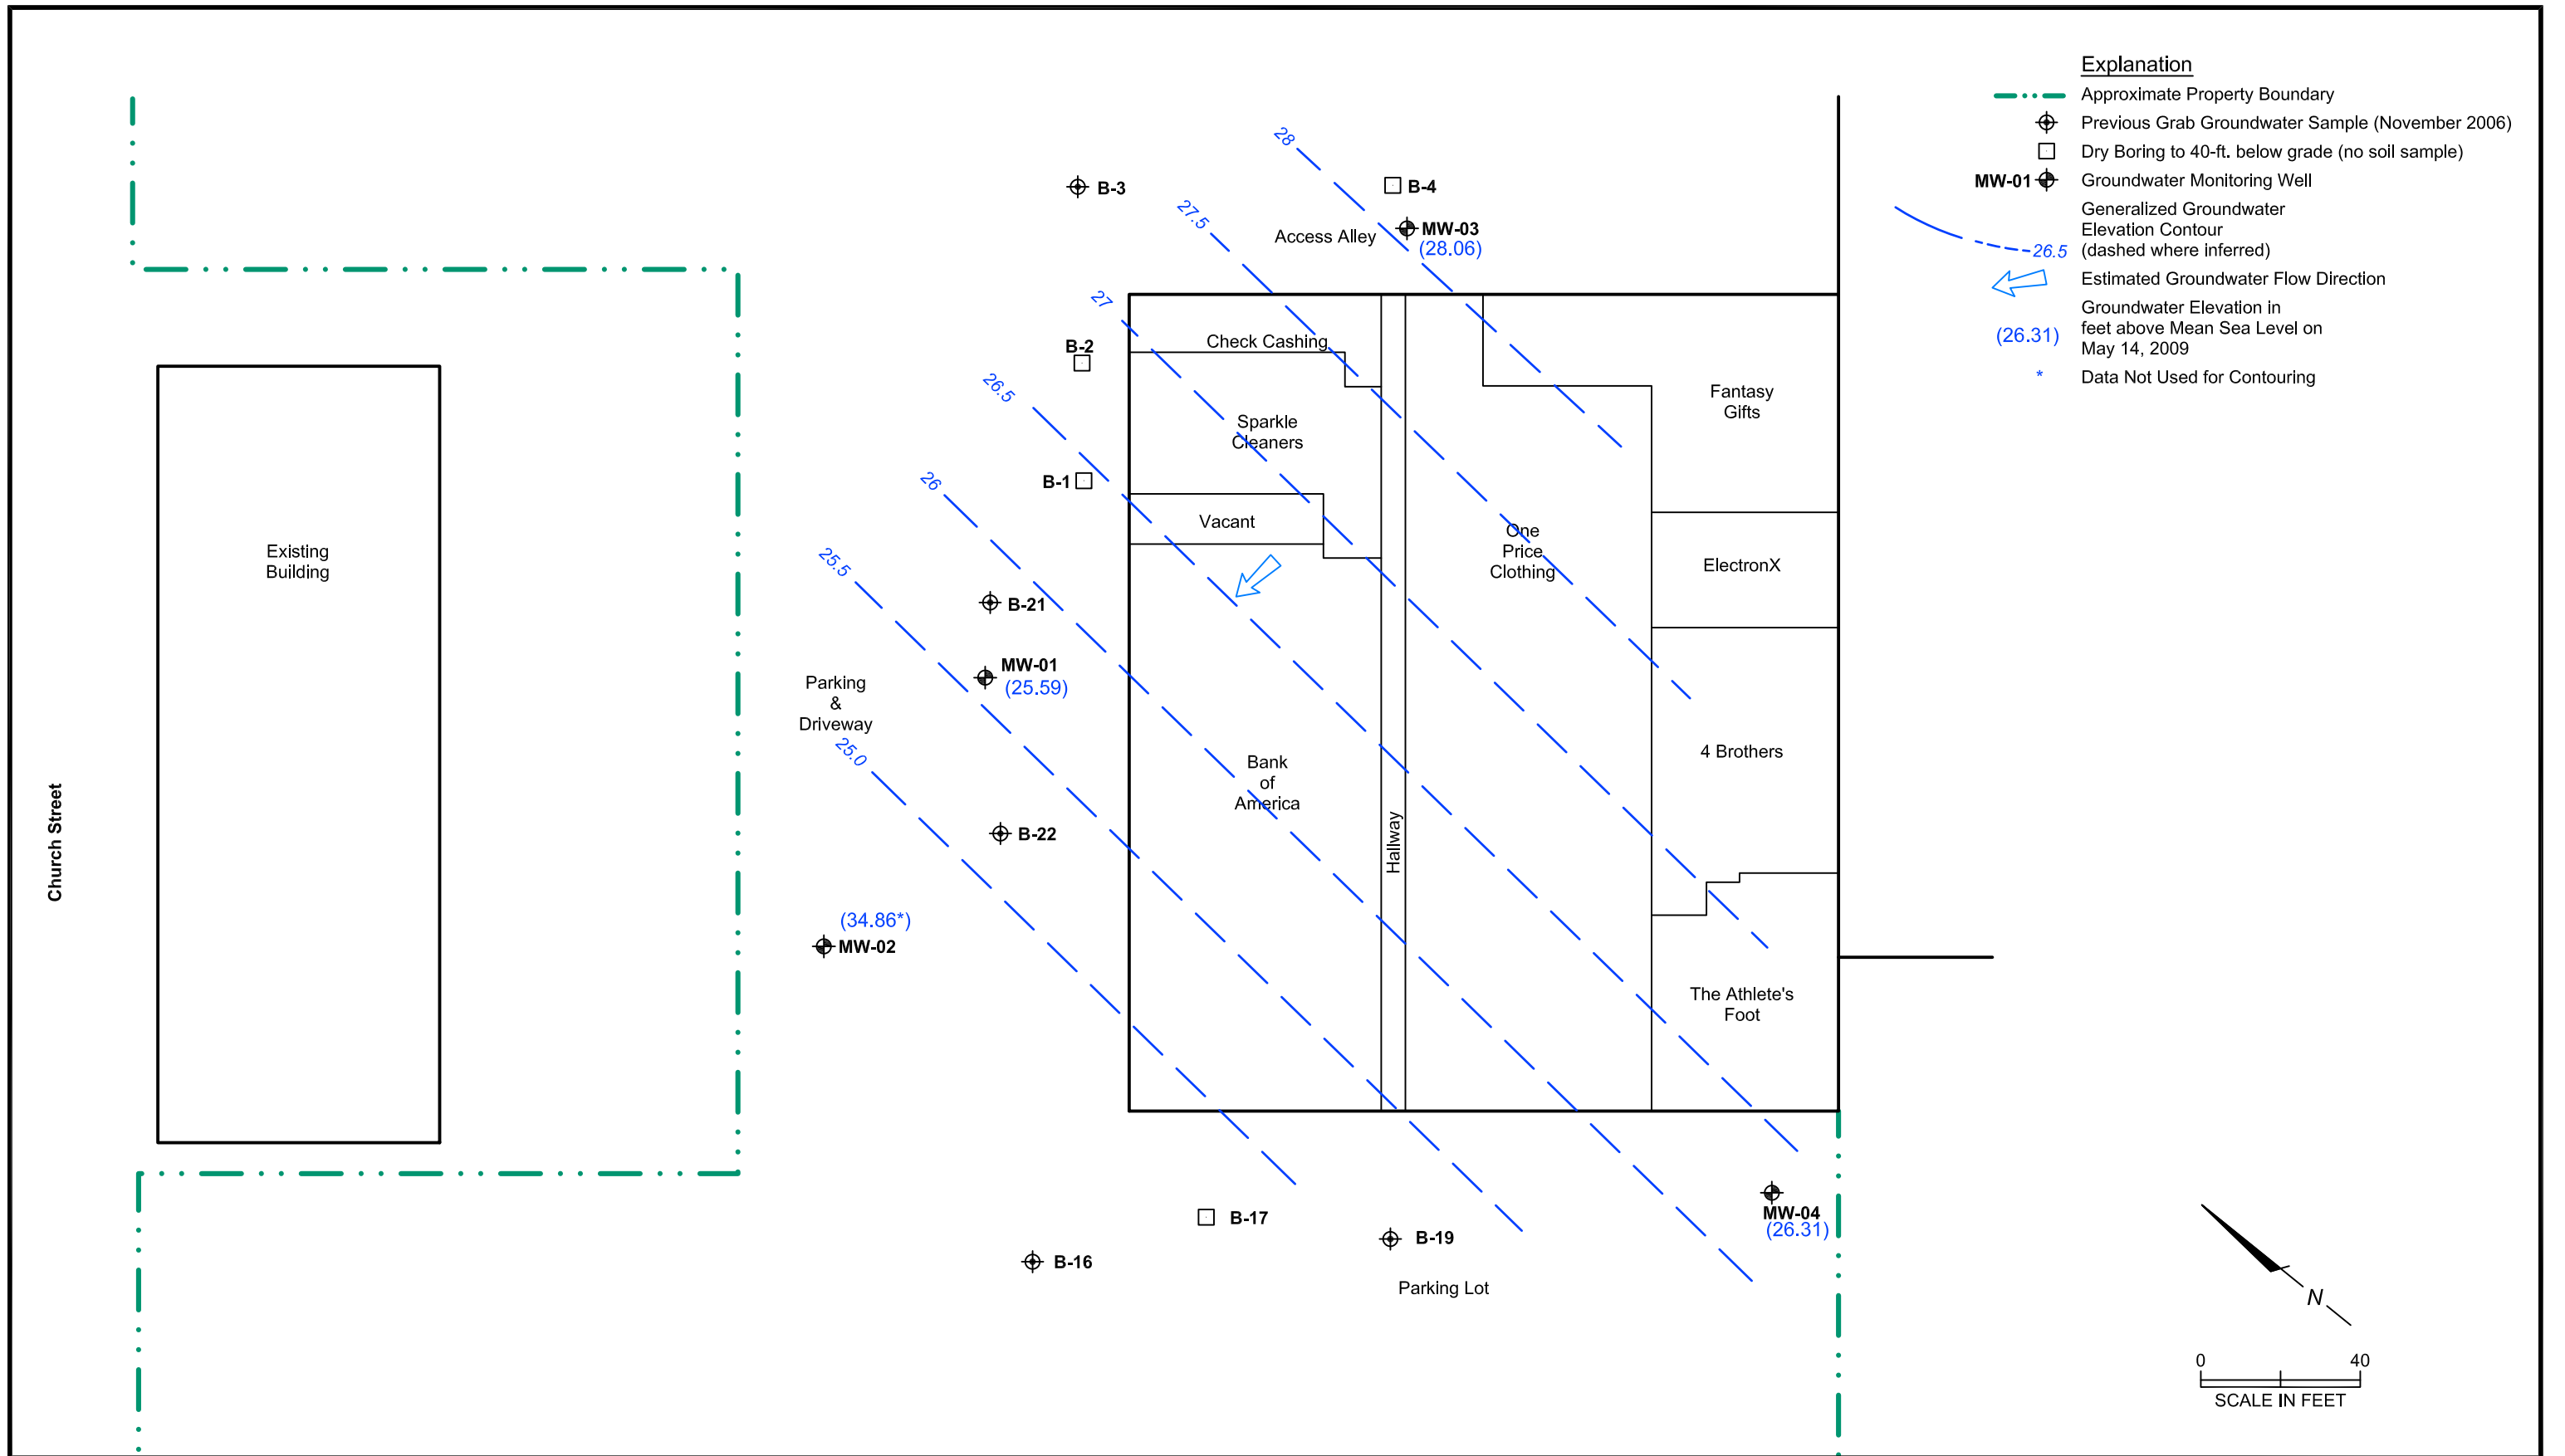 Explanation
Approximate Property Boundary
Previous Grab Groundwater Sample (November 2006)
Dry Boring to 40-ft. below grade (no soil sample)
MW-01
Groundwater Monitoring Well
Generalized Groundwater
Elevation Contour
26.5
(dashed where inferred)
Estimated Groundwater Flow Direction
Groundwater Elevation in
(26.31)
feet above Mean Sea Level on
May 14, 2009
*
Data Not Used for Contouring
28
27.5
27
26.5
26
25.5
25.0
B-3
B-4
Access Alley
MW-03
(28.06)
B-2
Check Cashing
Sparkle
Cleaners
Fantasy
Gifts
B-1
Vacant
One
Price
Clothing
ElectronX
Existing
Building
B-21
MW-01
(25.59)
Parking
&
Driveway
4 Brothers
Bank
of
America
Hallway
B-22
Church Street
(34.86*)
MW-02
The Athlete's
Foot
MW-04
(26.31)
B-17
B-19
B-16
Parking Lot
N
0
40
SCALE IN FEET